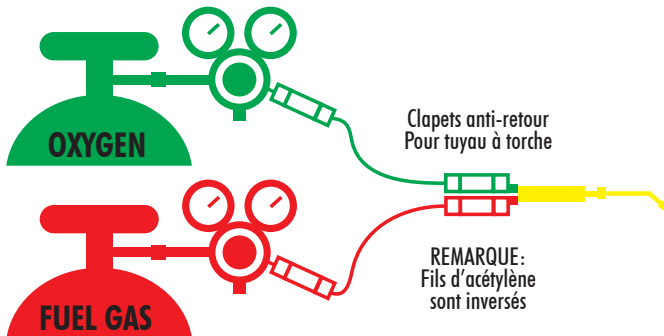 OXYGEN
Clapets anti-retour
Pour tuyau à torche
REMARQUE:
Fils d’acétylène
sont inversés
FUEL GAS